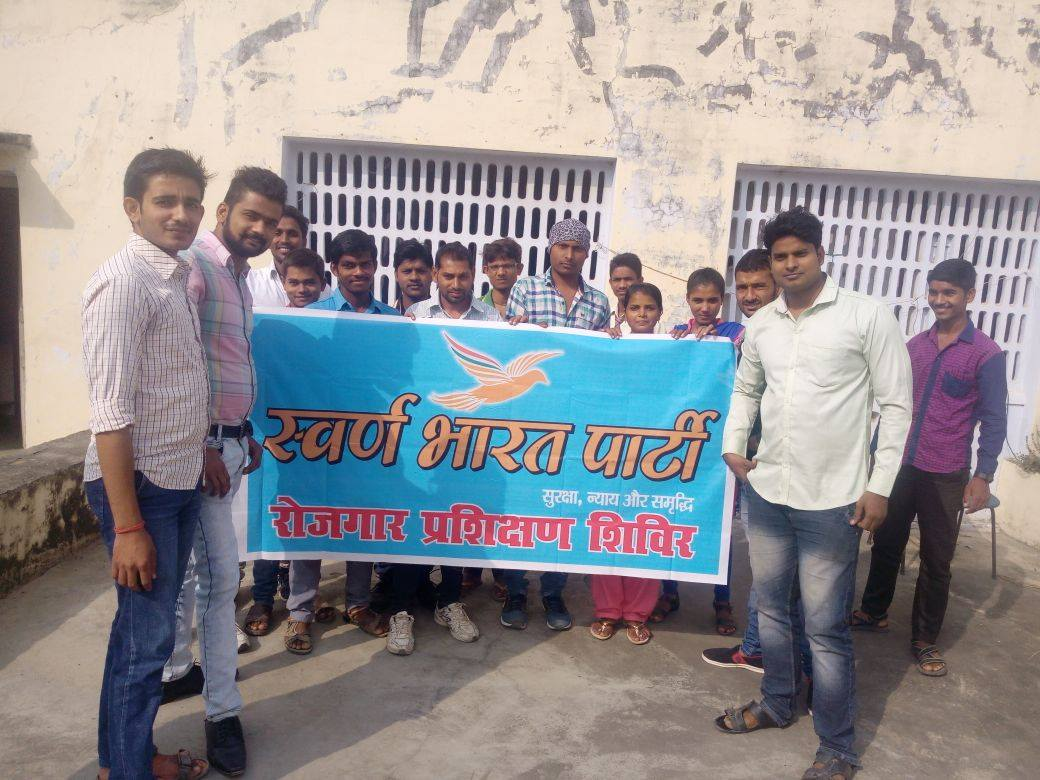 स्वर्ण भारत पार्टी
सुरक्षा, न्याय और समृद्धि
रोजगार प्रशिक्षण शिविर